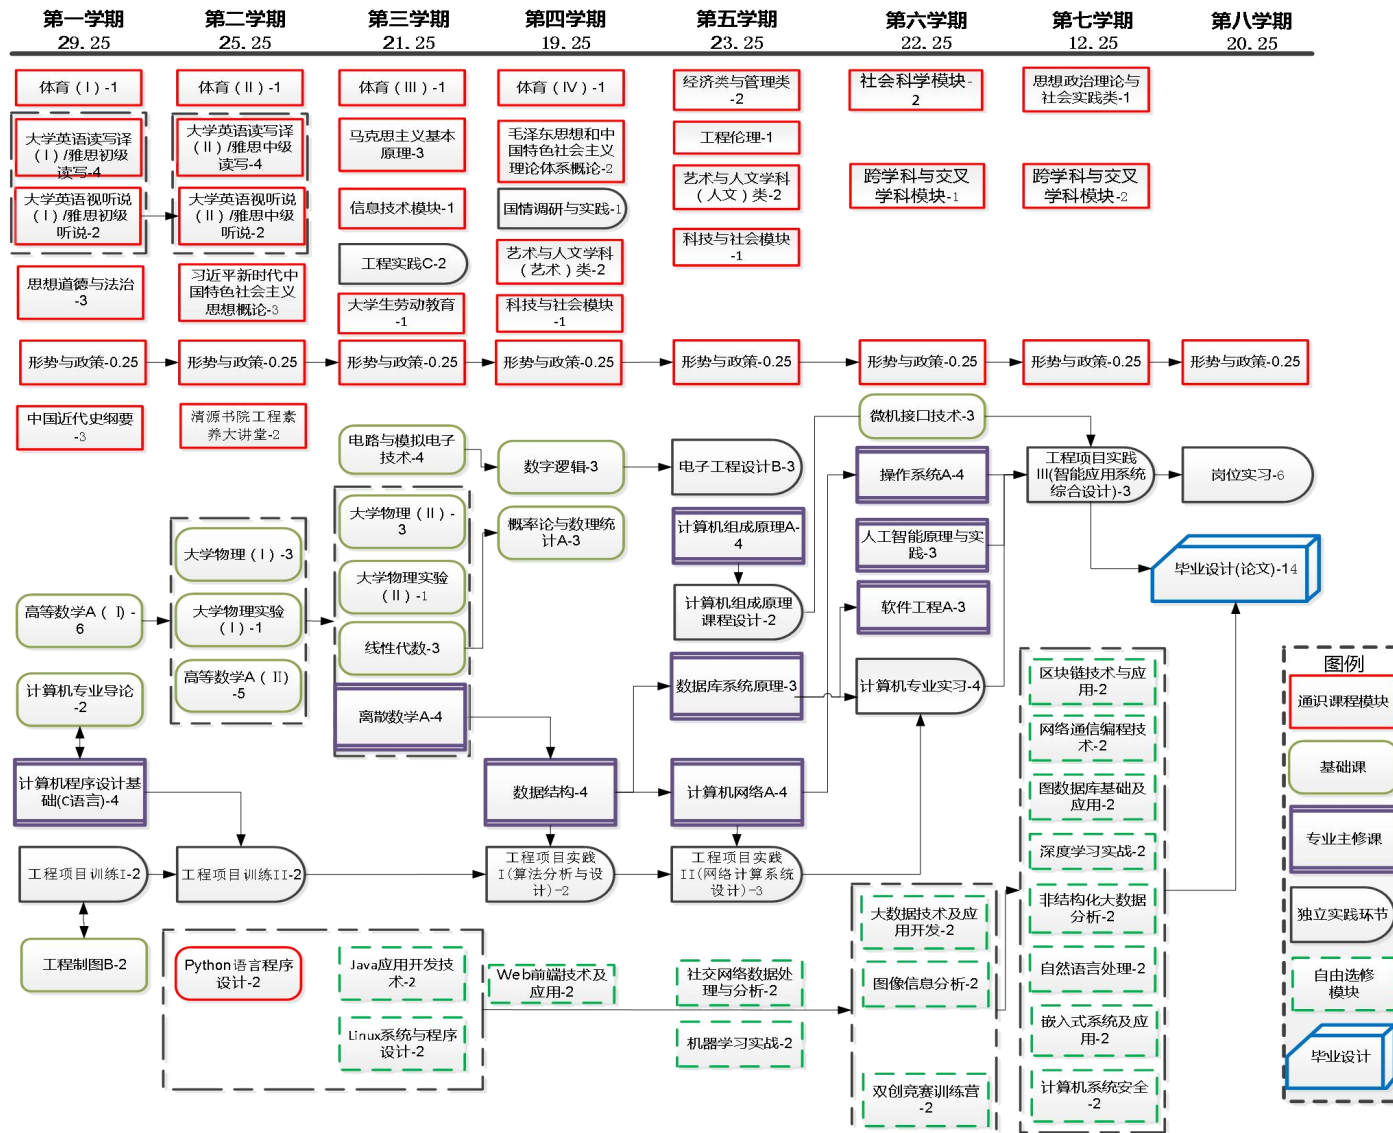 第一学期
29.25
第二学期
25.25
第三学期
21.25
第四学期
19.25
第五学期
23.25
第六学期
22.25
第七学期
12.25
第八学期
20.25
体育（I）-1
大学英语读写译
（I）/雅思初级
读写-4
大学英语视听说
（I）/雅思初级
听说-2
思想道德与法治
-3
形势与政策-0.25
中国近代史纲要
-3
高等数学A（ I）-
6
计算机专业导论
-2
计算机程序设计基
础(C语言)-4
工程项目训练I-2
工程制图B-2
体育（II）-1
大学英语读写译
（II）/雅思中级
读写-4
大学英语视听说
（II）/雅思中级
听说-2
习近平新时代中
国特色社会主义
思想概论-3
形势与政策-0.25
清源书院工程素
养大讲堂-2
大学物理（I）-3
大学物理实验
（I）-1
高等数学A（ II）
-5
工程项目训练II-2
Python语言程序
设计-2
体育（III）-1
马克思主义基本
原理-3
信息技术模块-1
工程实践C-2
大学生劳动教育
-1
形势与政策-0.25
电路与模拟电子
技术-4
大学物理（II）-
3
大学物理实验
（II）-1
线性代数-3
离散数学A-4
Java应用开发技
术-2
Linux系统与程序
设计-2
体育（IV）-1
毛泽东思想和中
国特色社会主义
理论体系概论-2
国情调研与实践-1
艺术与人文学科
（艺术）类-2
科技与社会模块
-1
形势与政策-0.25
数字逻辑-3
概率论与数理统
计A-3
数据结构-4
工程项目实践
I(算法分析与
设计)-2
Web前端技术及
应用-2
经济类与管理类
-2
工程伦理-1
艺术与人文学科
（人文）类-2
科技与社会模块
-1
形势与政策-0.25
电子工程设计B-3
计算机组成原理A-
4
计算机组成原理
课程设计-2
数据库系统原理-3
计算机网络A-4
工程项目实践
II(网络计算系统
设计)-3
社交网络数据处
理与分析-2
机器学习实战-2
社会科学模块-
2
跨学科与交叉
学科模块-1
形势与政策-0.25
微机接口技术-3
操作系统A-4
人工智能原理与实
践-3
软件工程A-3
计算机专业实习-4
大数据技术及应
用开发-2
图像信息分析-2
双创竞赛训练营
-2
思想政治理论与
社会实践类-1
跨学科与交叉
学科模块-2
形势与政策-0.25
工程项目实践
III(智能应用系统
综合设计)-3
区块链技术与应
用-2
网络通信编程技
术-2
图数据库基础及
应用-2
深度学习实战-2
非结构化大数据
分析-2
自然语言处理-2
嵌入式系统及应
用-2
计算机系统安全
-2
形势与政策-0.25
岗位实习-6
毕业设计(论文)-14
图例
通识课程模块
基础课
专业主修课
独立实践环节
自由选修
模块
毕业设计